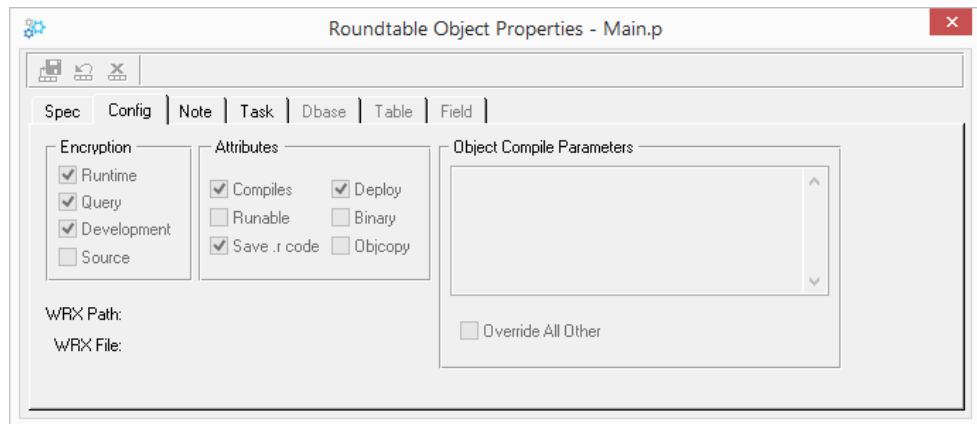 Roundtable Object Properties - Main.p
Spec Config Note Task Dbase Table Field
Encryption
Runtime
Query
Development
Source
Attributes
Compiles Deploy
Runable Binary
Save .r code Objcopy
Object Compile Parameters
Override All Other
WRX Path:
WRX File: